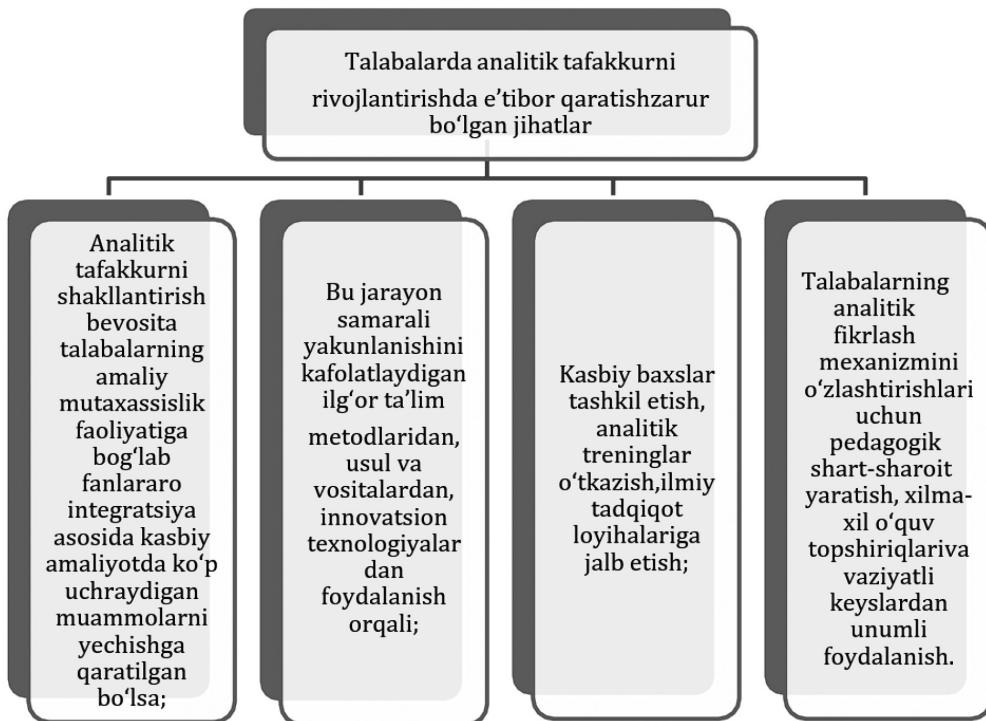 Talabalarda analitik tafakkurni
rivojlantirishda e’tibor qaratishzarur
bo‘lgan jihatlar
Analitik
tafakkurni
shakllantirish
bevosita
talabalarning
amaliy
mutaxassislik
faoliyatiga
bog‘lab
fanlararo
integratsiya
asosida kasbiy
amaliyotda ko‘p
uchraydigan
muammolarni
yechishga
qaratilgan
bo‘lsa;
Bu jarayon
samarali
yakunlanishini
kafolatlaydigan
ilg‘or ta’lim
metodlaridan,
usul va
vositalardan,
innovatsion
texnologiyalar
dan
foydalanish
orqali;
Kasbiy baxslar
tashkil etish,
analitik
treninglar
o‘tkazish,ilmiy
tadqiqot
loyihalariga
jalb etish;
Talabalarning
analitik
fikrlash
mexanizmini
o‘zlashtirishlari
uchun
pedagogik
shart-sharoit
yaratish, xilma-
xil o‘quv
topshiriqlariva
vaziyatli
keyslardan
unumli
foydalanish.